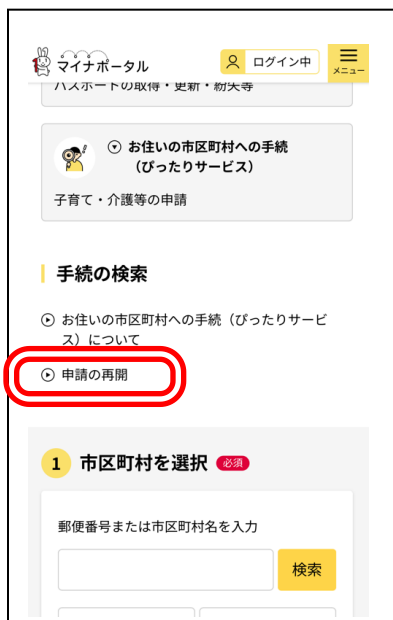 マイナポータル
ログイン中
メニュー
パスポートの取得・更新・紛失等
お住いの市区町村への手続
（ぴったりサービス）
子育て・介護等の申請
手続の検索
お住いの市区町村への手続（ぴったりサービ
ス）について
申請の再開
1 市区町村を選択 必須
郵便番号または市区町村名を入力
検索